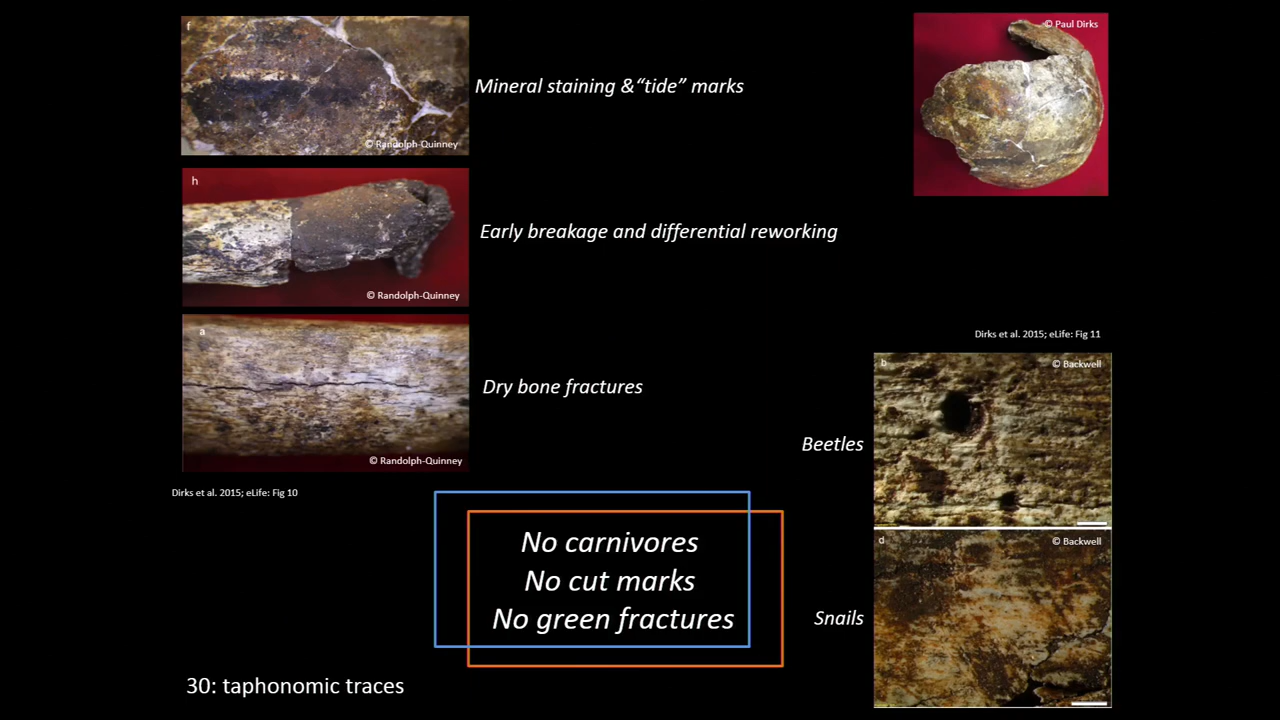 f
Mineral staining &“tide” marks
© Randolph-Quinney
© Paul Dirks
h
Early breakage and differential reworking
© Randolph-Quinney
a
Dry bone fractures
© Randolph-Quinney
Dirks et al. 2015; eLife: Fig 10
Dirks et al. 2015; eLife: Fig 11
b
© Backwell
Beetles
d
© Backwell
Snails
No carnivores
No cut marks
No green fractures
30: taphonomic traces